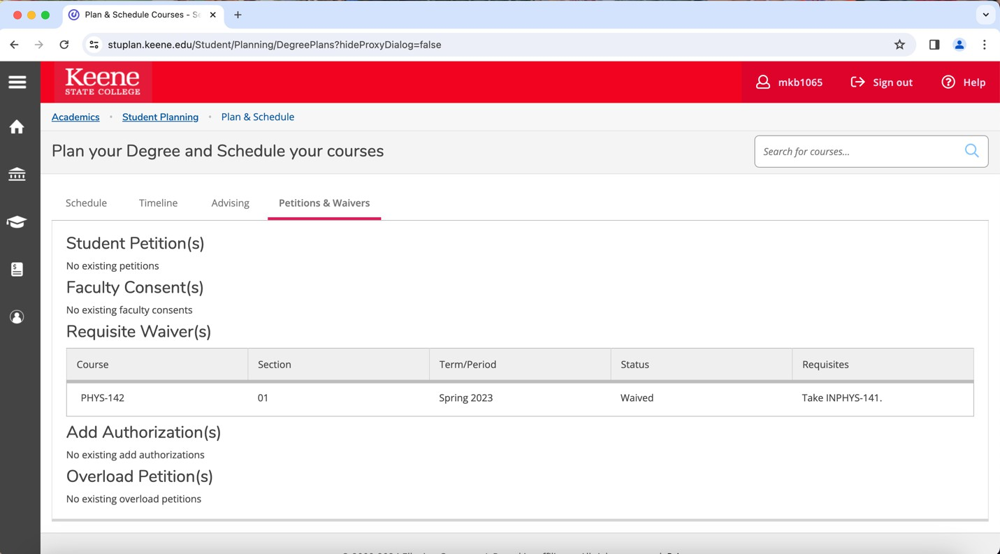 Plan & Schedule Courses - S
stuplan.keene.edu/Student/Planning/DegreePlans?hideProxyDialog=false
Keene
STATE COLLEGE
mkb1065
Sign out
Help
Academics
Student Planning
Plan & Schedule
Plan your Degree and Schedule your courses
Search for courses...
Schedule
Timeline
Advising
Petitions & Waivers
Student Petition(s)
No existing petitions
Faculty Consent(s)
No existing faculty consents
Requisite Waiver(s)
Course Section Term/Period Status Requisites
PHYS-142 01 Spring 2023 Waived Take INPHYS-141.
Add Authorization(s)
No existing add authorizations
Overload Petition(s)
No existing overload petitions